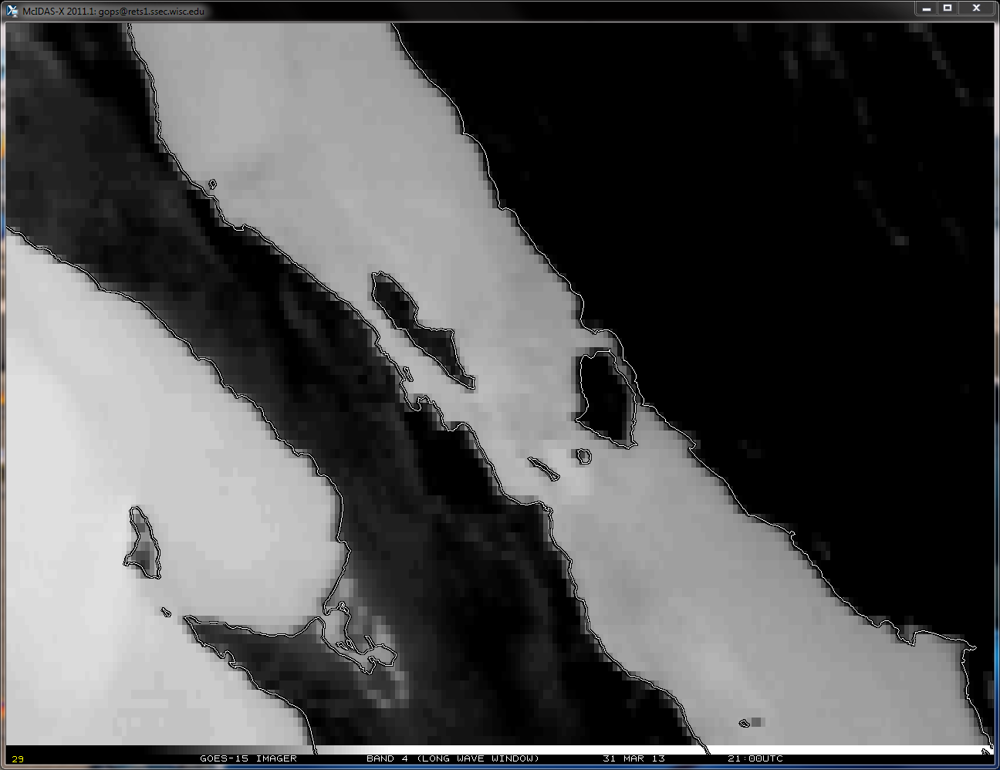 McIDAS-X 2011.1: gops@rets1.ssec.wisc.edu
29 GOES-15 IMAGER BAND 4 (LONG WAVE WINDOW) 31 MAR 13 21:00UTC